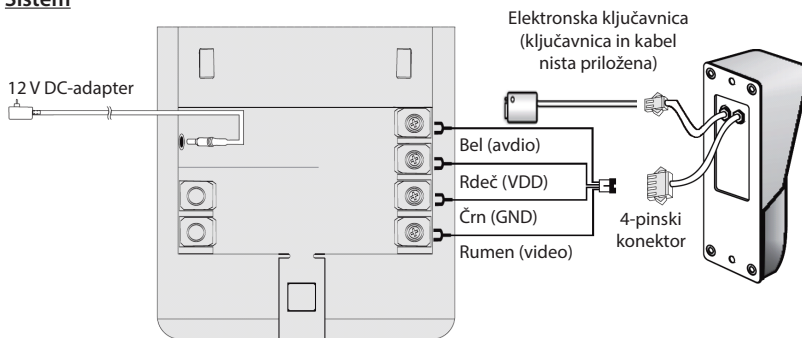 Sistem
Elektronska ključavnica
(ključavnica in kabel
nista priložena)
12 V DC-adapter
Bel (avdio)
Rdeč (VDD)
Črn (GND)
Rumen (video)
4-pinski
konektor